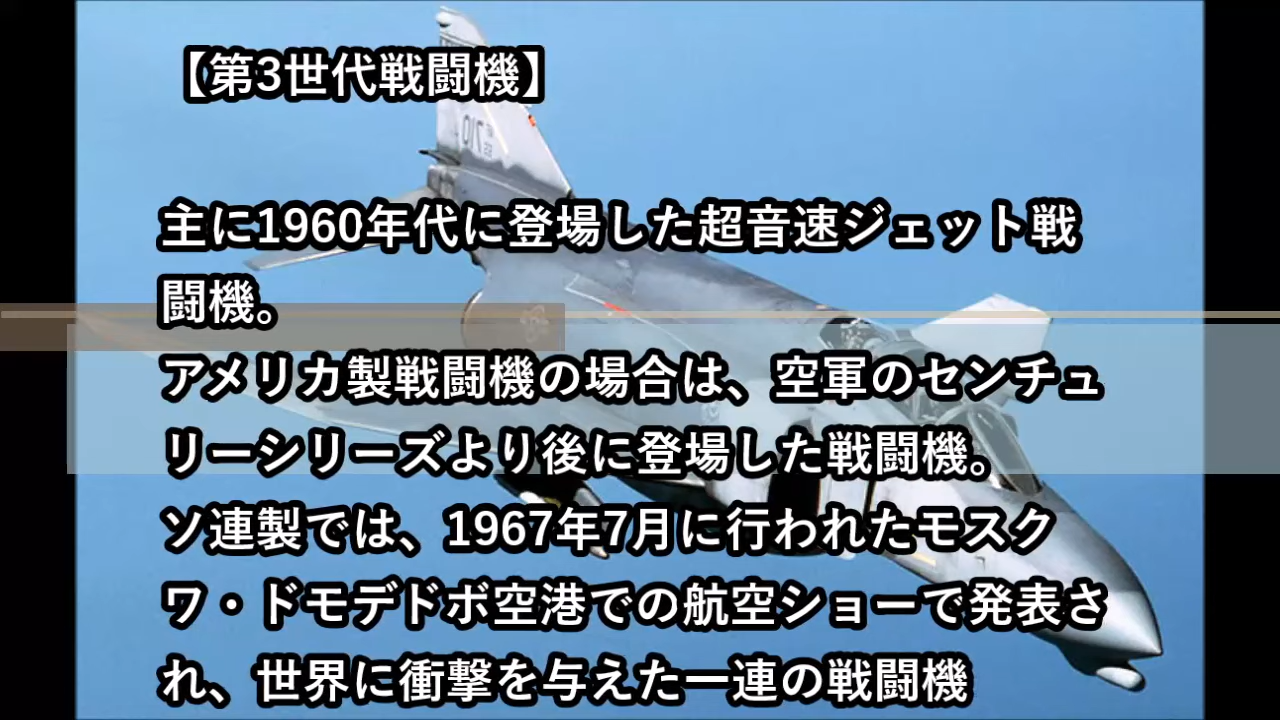 【第3世代戦闘機】
主に1960年代に登場した超音速ジェット戦
闘機。
アメリカ製戦闘機の場合は、空軍のセンチュ
リーシリーズより後に登場した戦闘機。
ソ連製では、1967年7月に行われたモスク
ワ・ドモデドボ空港での航空ショーで発表さ
れ、世界に衝撃を与えた一連の戦闘機